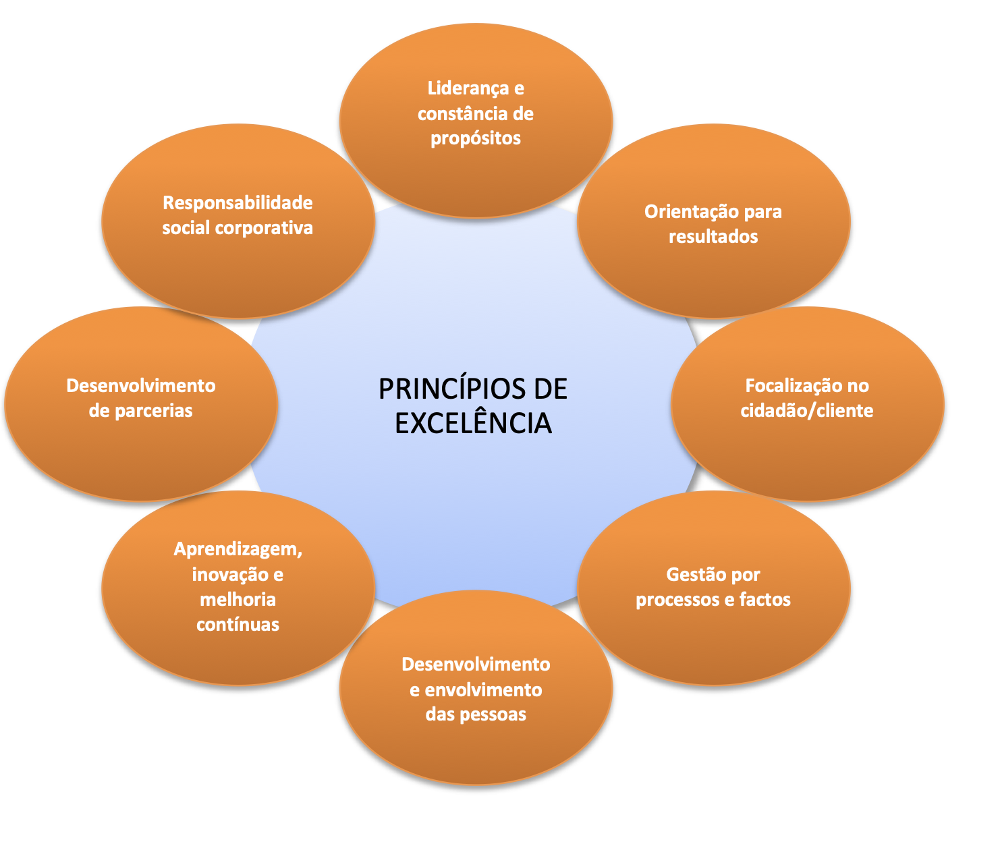 Liderança e
constância de
propósitos
Orientação para
resultados
Focalização no
cidadão/cliente
Gestão por
processos e factos
Desenvolvimento
e envolvimento
das pessoas
Aprendizagem,
inovação e
melhoria
contínuas
Desenvolvimento
de parcerias
Responsabilidade
social corporativa
PRINCÍPIOS DE
EXCELÊNCIA